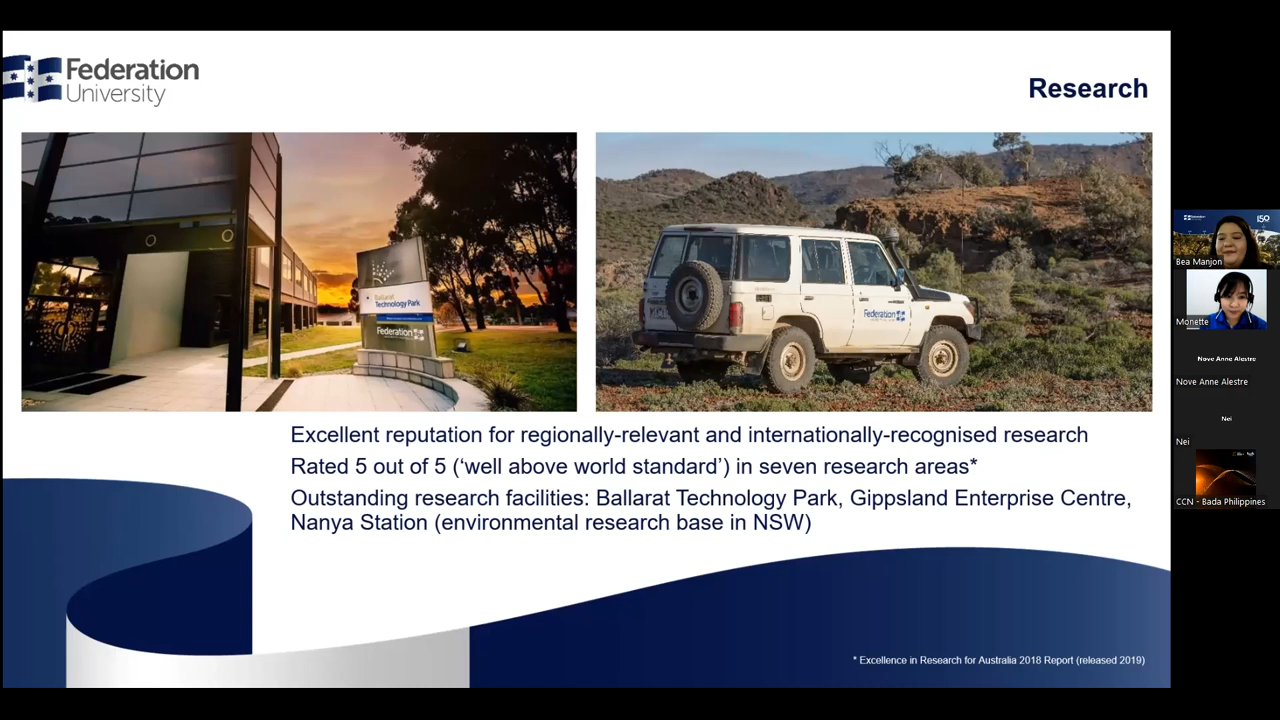 Federation
University
Research
Ballarat
Technology Park
Federation
Federation
Excellent reputation for regionally-relevant and internationally-recognised research
Rated 5 out of 5 (‘well above world standard’) in seven research areas*
Outstanding research facilities: Ballarat Technology Park, Gippsland Enterprise Centre,
Nanya Station (environmental research base in NSW)
* Excellence in Research for Australia 2018 Report (released 2019)
Bea Manjon
Monette
Nove Anne Alestre
Nove Anne Alestre
Nei
Nei
CCN - Bada Philippines